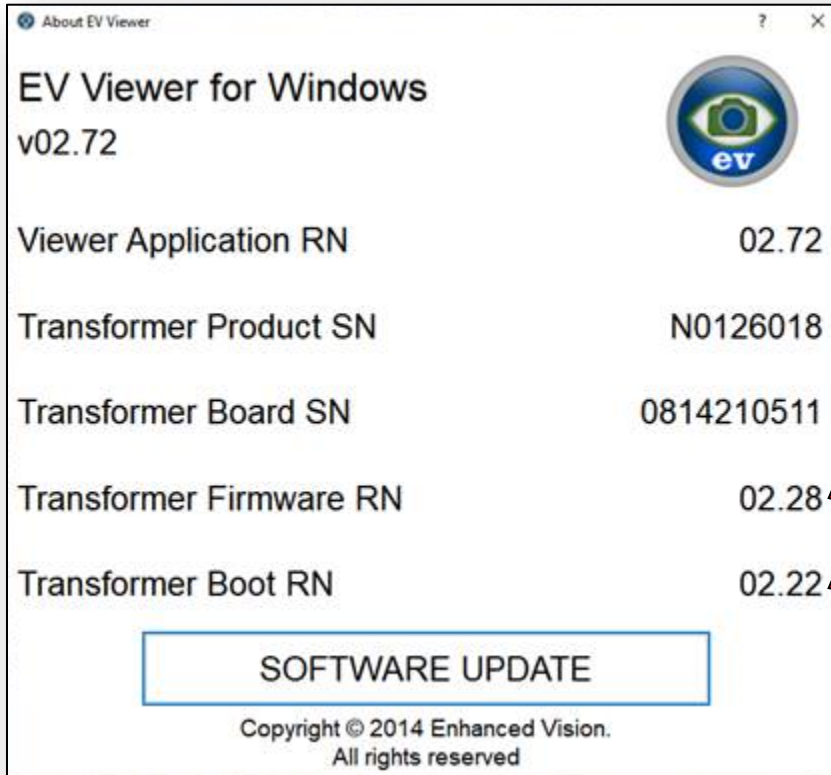 About EV Viewer
EV Viewer for Windows
v02.72
ev
Viewer Application RN 02.72
Transformer Product SN N0126018
Transformer Board SN 0814210511
Transformer Firmware RN 02.28
Transformer Boot RN 02.22
SOFTWARE UPDATE
Copyright © 2014 Enhanced Vision.
All rights reserved